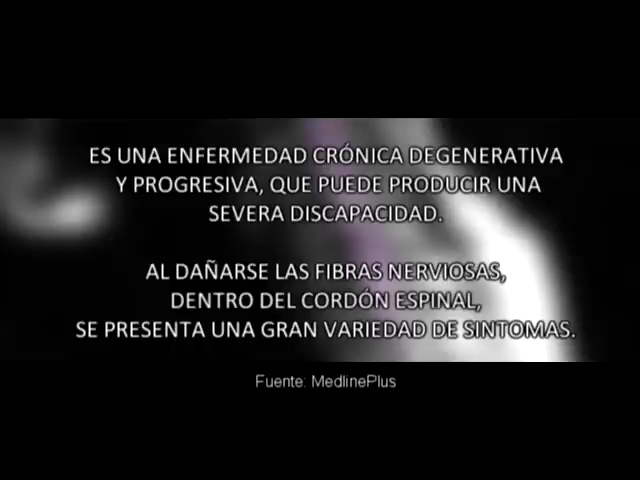 ES UNA ENFERMEDAD CRÓNICA DEGENERATIVA
Y PROGRESIVA, QUE PUEDE PRODUCIR UNA
SEVERA DISCAPACIDAD.
AL DAÑARSE LAS FIBRAS NERVIOSAS,
DENTRO DEL CORDÓN ESPINAL,
SE PRESENTA UNA GRAN VARIEDAD DE SINTOMAS.
Fuente: MedlinePlus